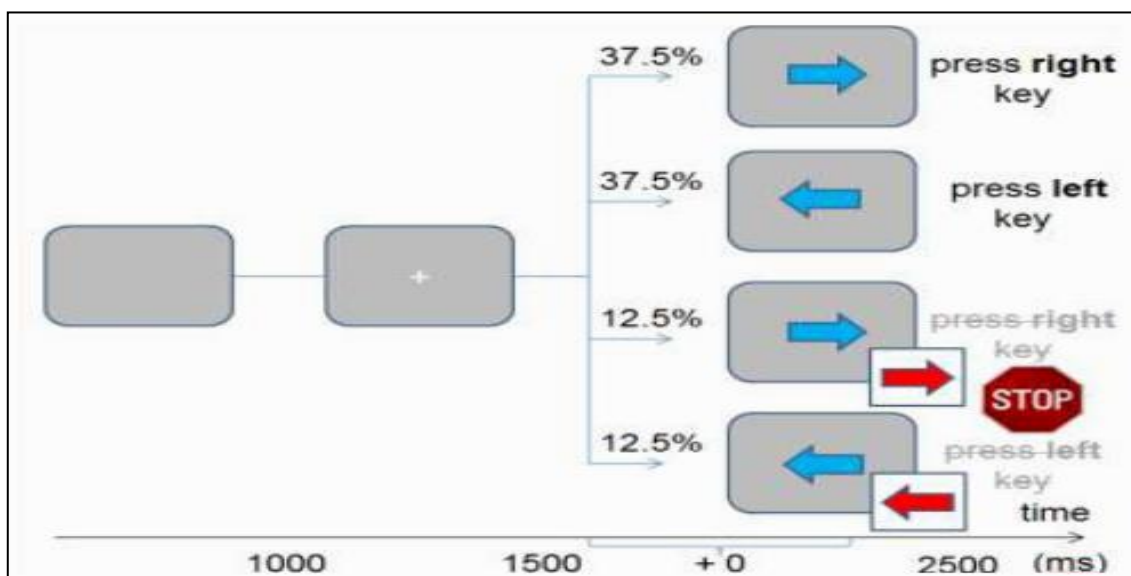 37.5%
press right
key
37.5%
press left
key
+
12.5%
press right
key
STOP
12.5%
press left
key
time
1000 1500 +'0 2500 (ms)